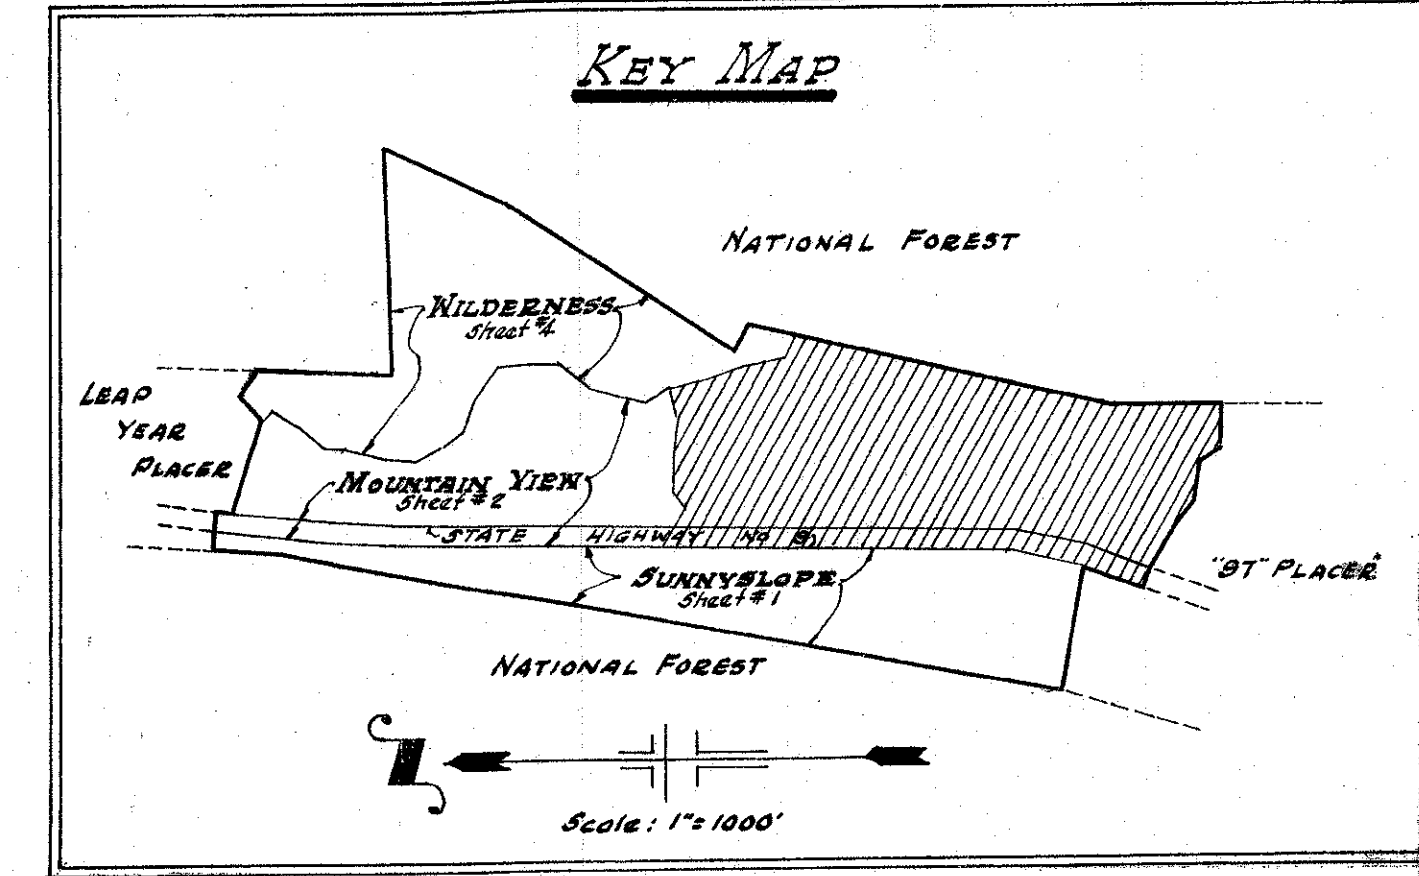 KEY MAP
NATIONAL FOREST
WILDERNESS
Sheet #4
LEAP
YEAR
PLACER
MOUNTAIN VIEW
Sheet #2
STATE HIGHWAY NO
SUNNYSLOPE
Sheet #1
"9T" PLACER
NATIONAL FOREST
N
Scale: 1"=1000'